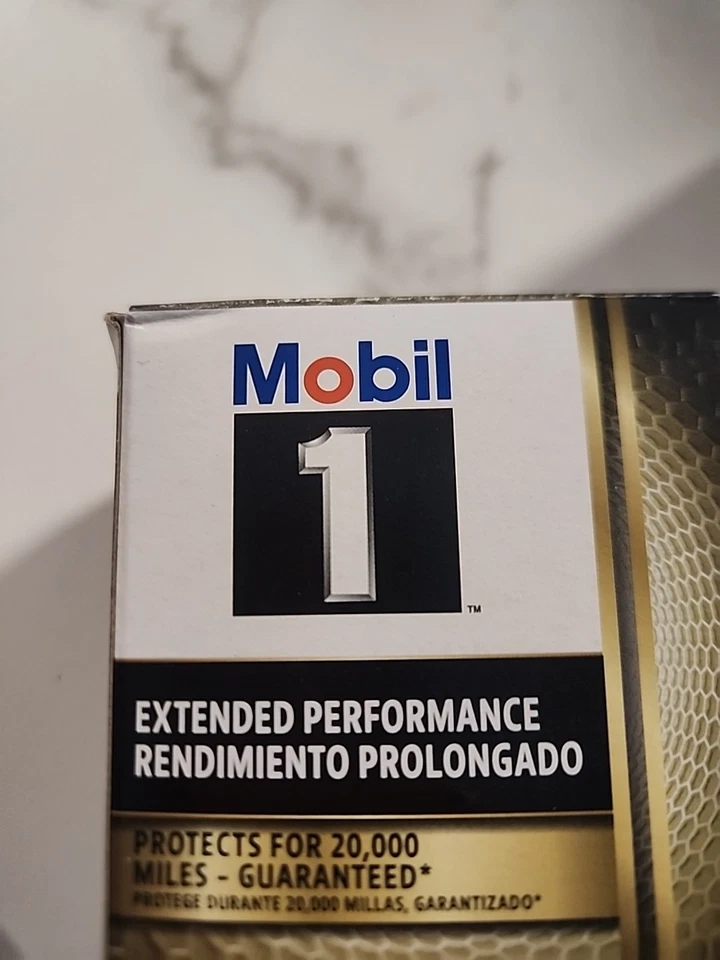 Mobil
1
TM
EXTENDED PERFORMANCE
RENDIMIENTO PROLONGADO
PROTECTS FOR 20,000
MILES - GUARANTEED*
PROTEGE DURANTE 20,000 MILLAS, GARANTIZADO*